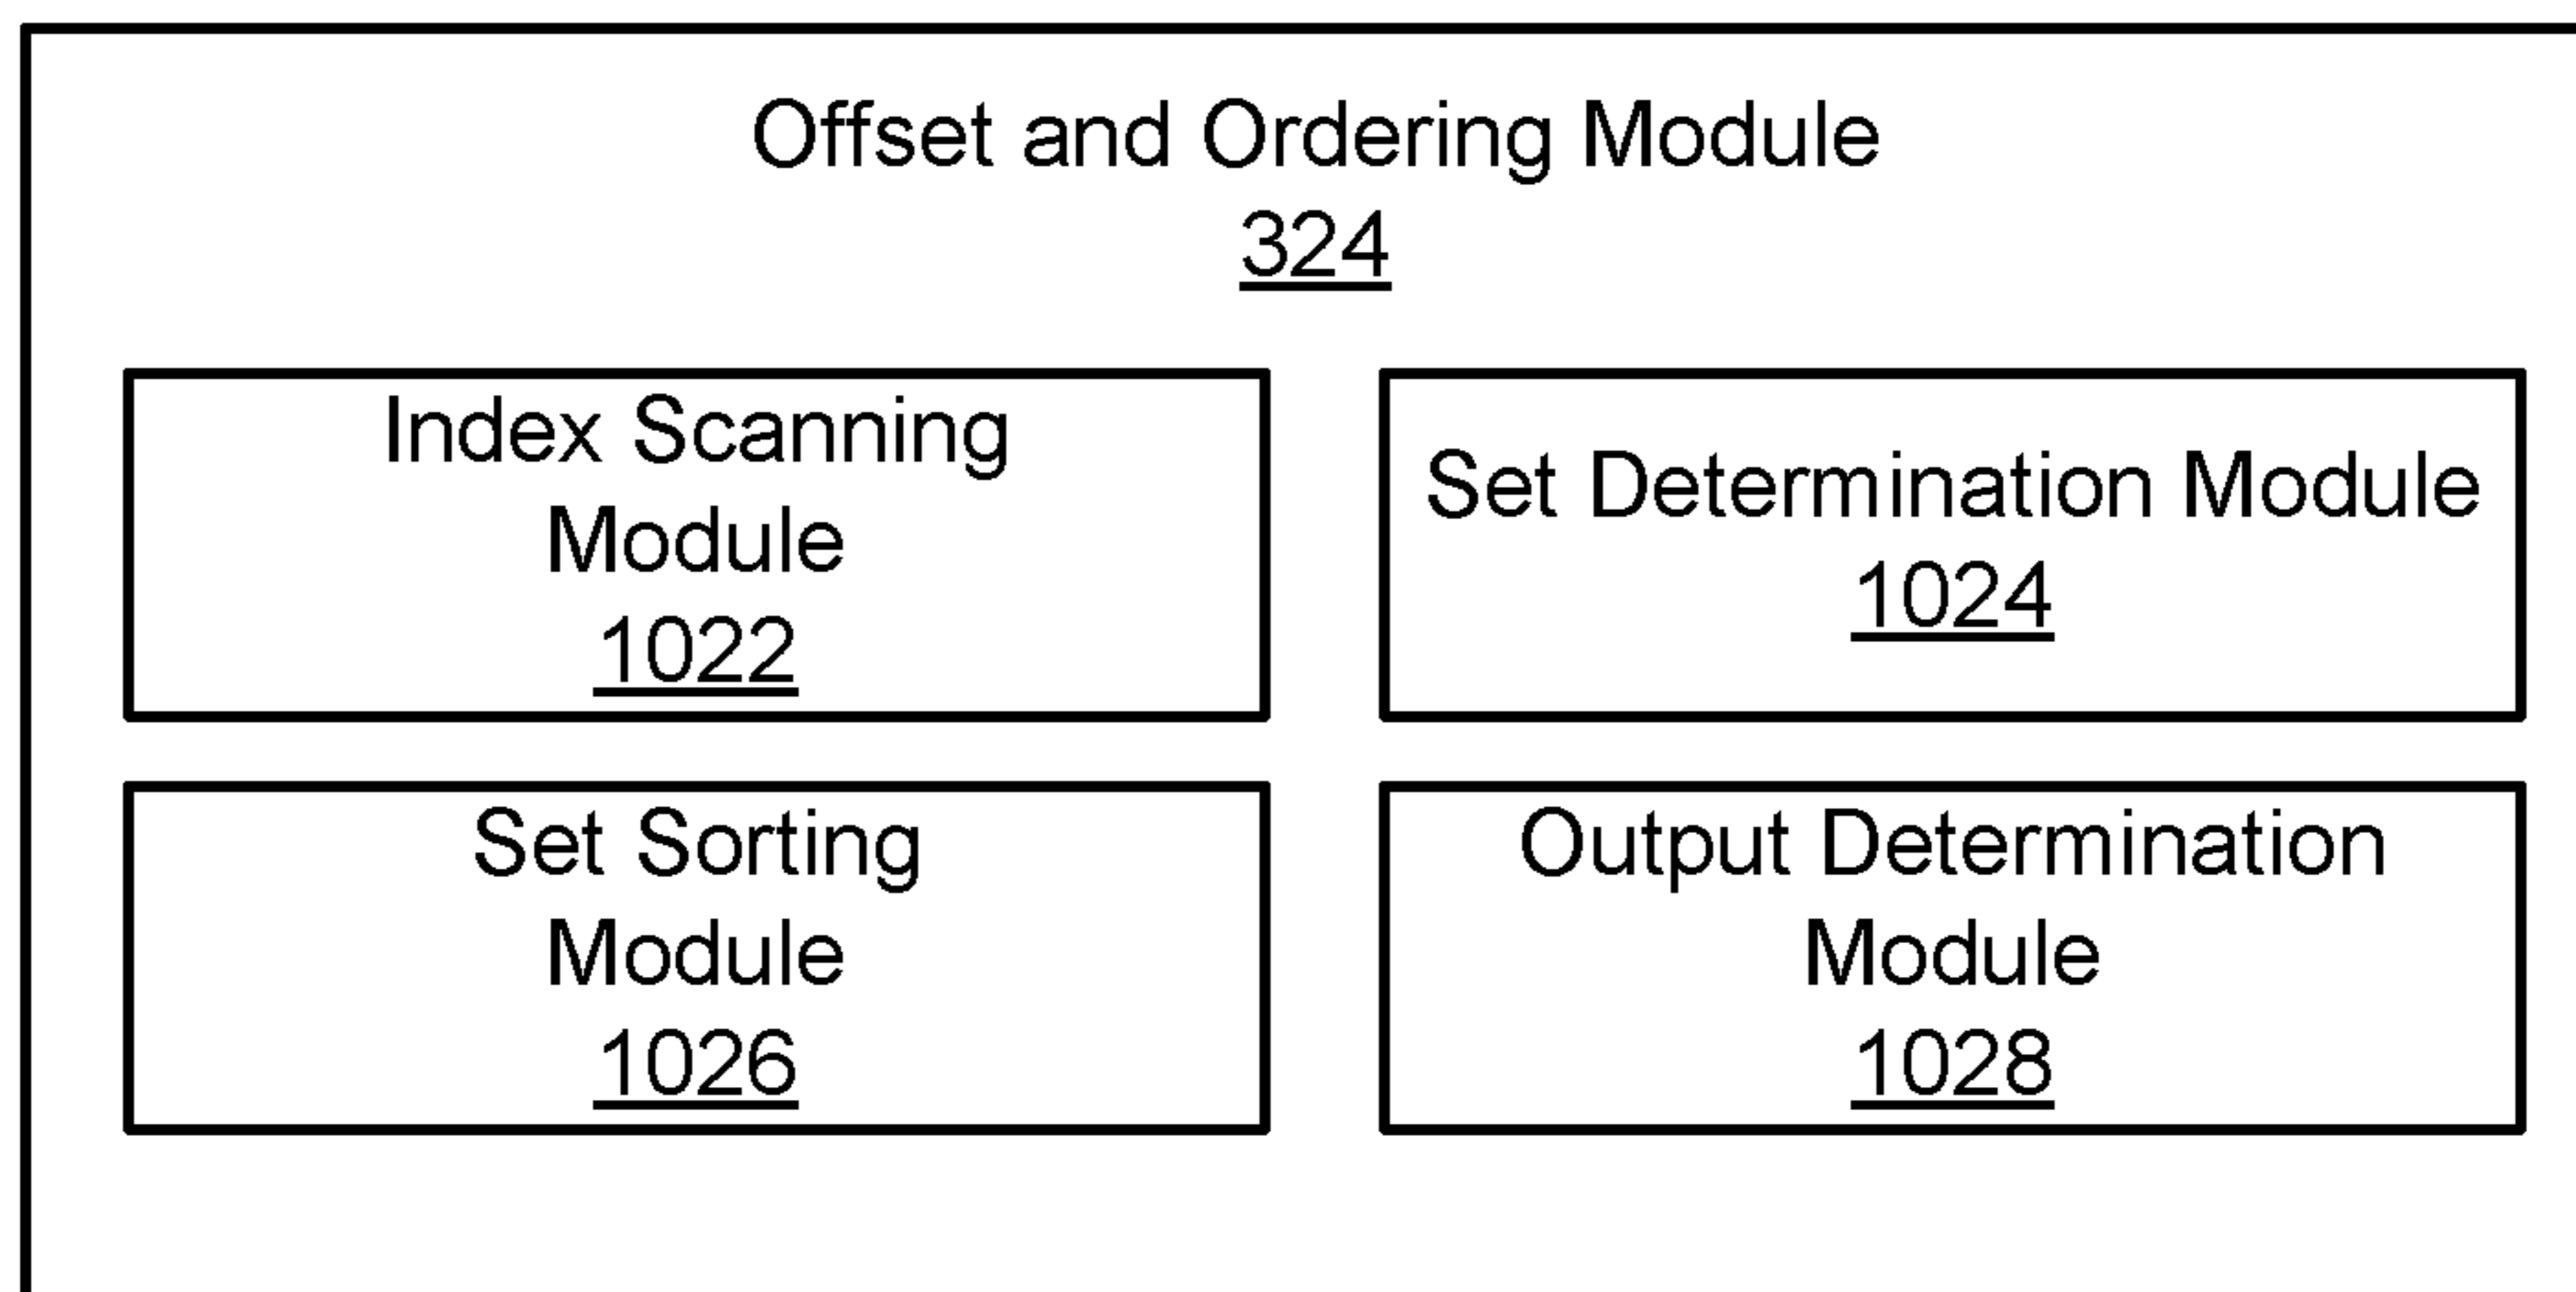 Offset and Ordering Module
324
Index Scanning
Module
1022
Set Determination Module
1024
Set Sorting
Module
1026
Output Determination
Module
1028